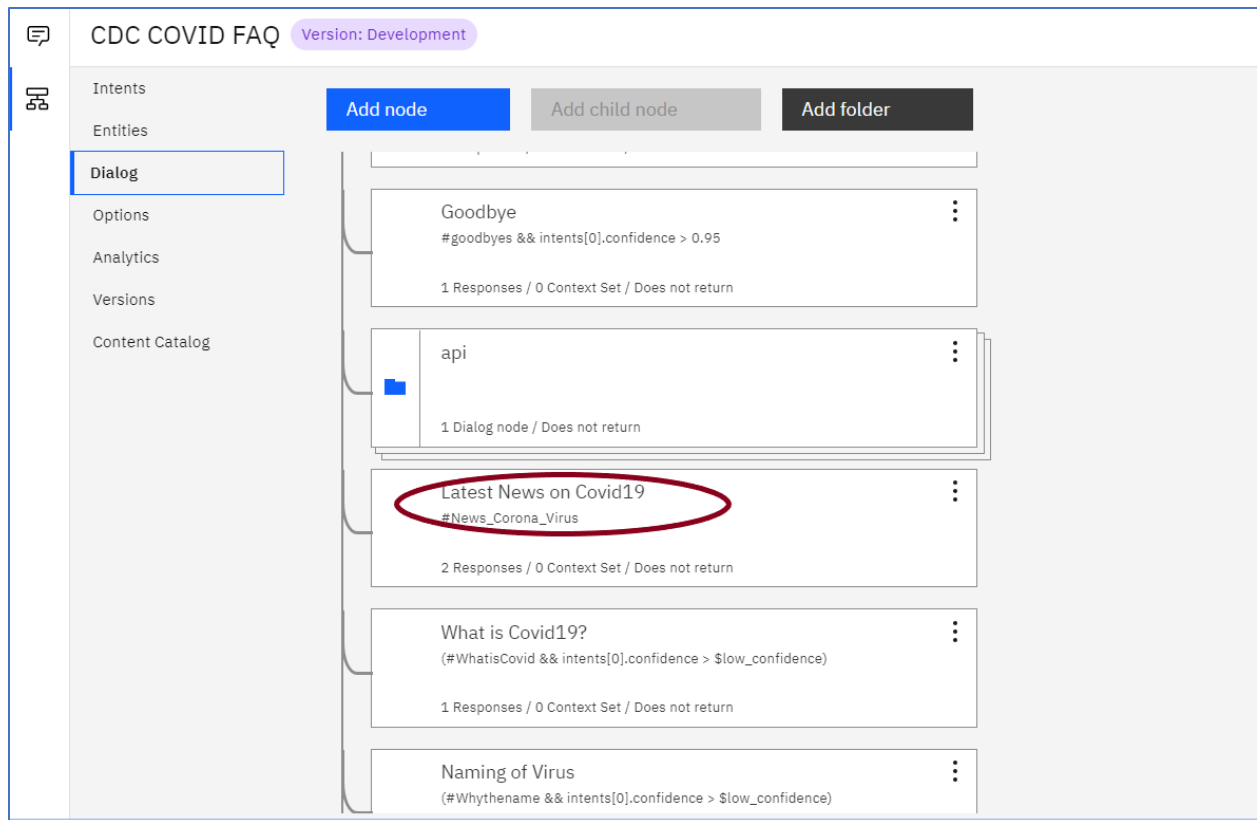 CDC COVID FAQ Version: Development
Intents
Entities
Dialog
Options
Analytics
Versions
Content Catalog
Add node Add child node Add folder
Goodbye
#goodbyes && intents[0].confidence > 0.95
1 Responses / 0 Context Set / Does not return
api
1 Dialog node / Does not return
Latest News on Covid19
#News_Corona_Virus
2 Responses / 0 Context Set / Does not return
What is Covid19?
(#WhatisCovid && intents[0].confidence > $low_confidence)
1 Responses / 0 Context Set / Does not return
Naming of Virus
(#Whythename && intents[0].confidence > $low_confidence)